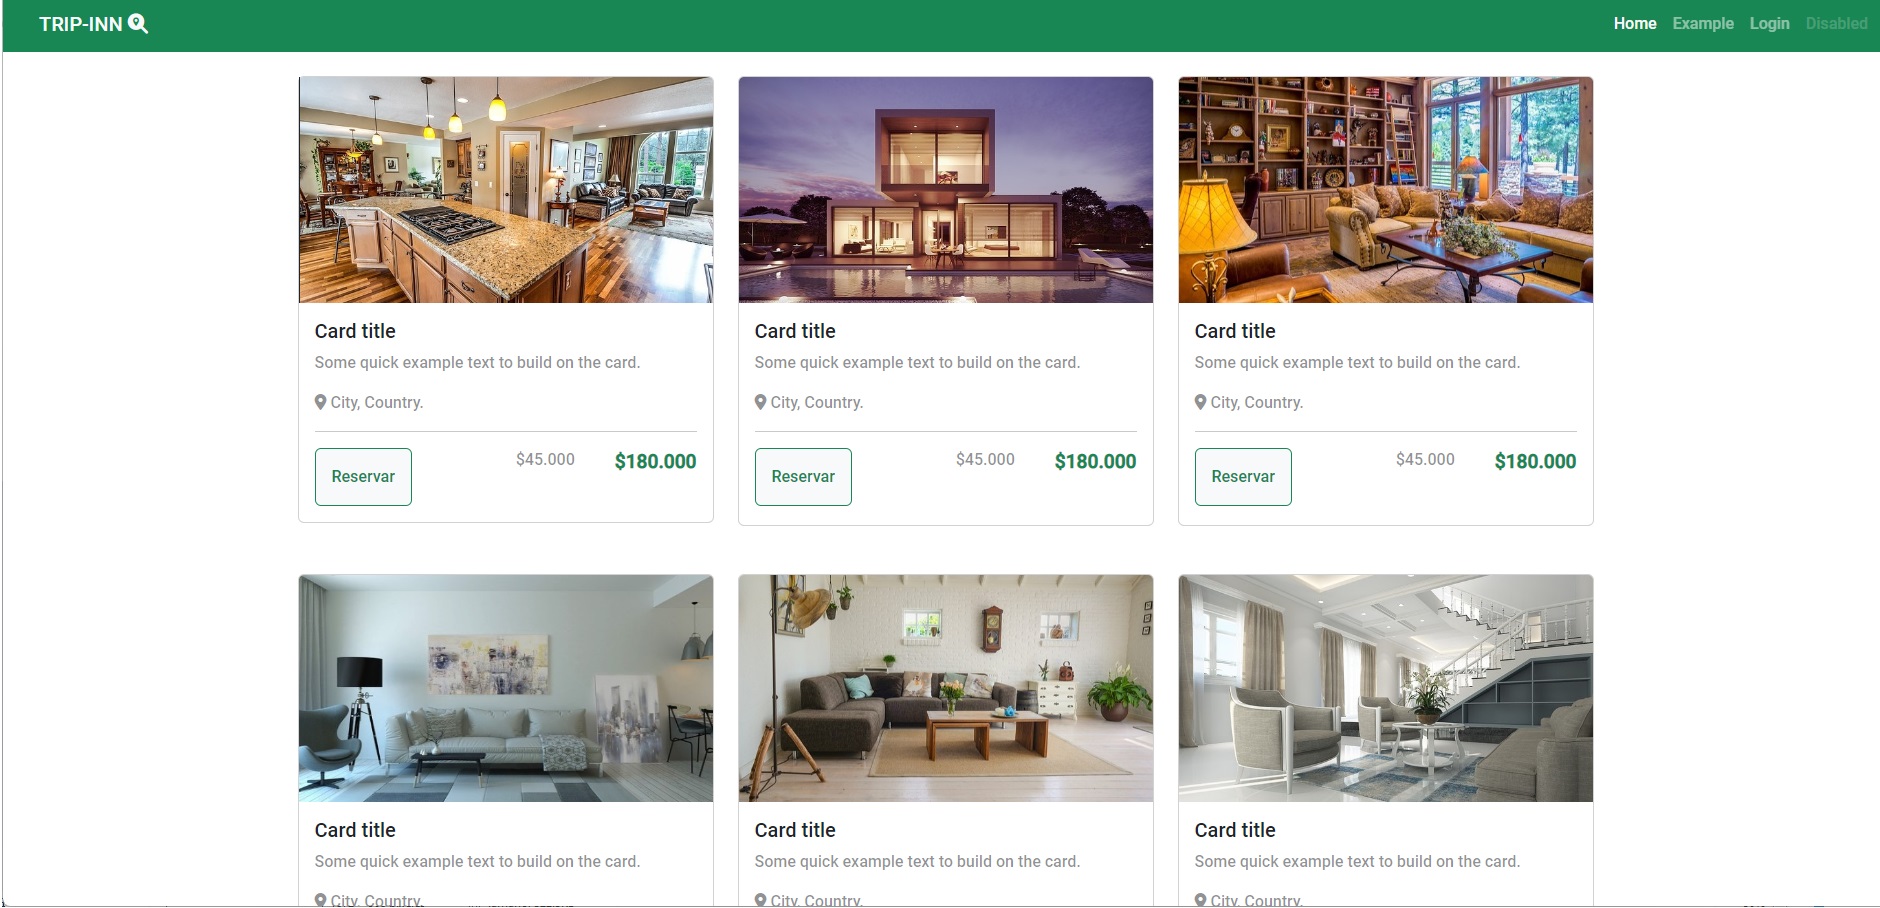 TRIP-INN
Home Example Login Disabled
Card title
Some quick example text to build on the card.
City, Country.
Reservar $45.000 $180.000
Card title
Some quick example text to build on the card.
City, Country.
Reservar $45.000 $180.000
Card title
Some quick example text to build on the card.
City, Country.
Reservar $45.000 $180.000
Card title
Some quick example text to build on the card.
City, Country.
Card title
Some quick example text to build on the card.
City, Country.
Card title
Some quick example text to build on the card.
City, Country.